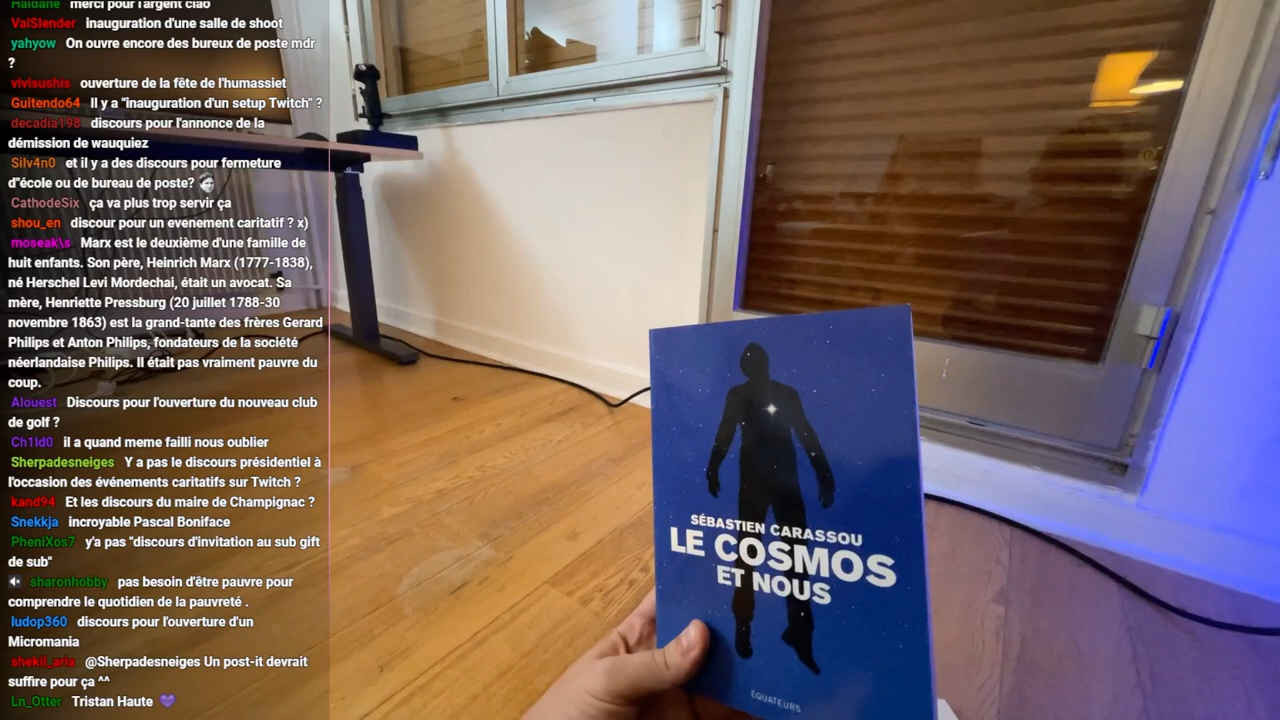 Haldane merci pour l'argent ciao
ValSlender inauguration d'une salle de shoot
yahyow On ouvre encore des bureux de poste mdr
?
vivisushis ouverture de la fête de l'humassiet
Guitendo64 Il y a "inauguration d'un setup Twitch" ?
decadia198 discours pour l'annonce de la
démission de wauquiez
Silv4n0 et il y a des discours pour fermeture
d"école ou de bureau de poste?
CathodeSix ça va plus trop servir ça
shou_en discour pour un evenement caritatif ? x)
moseak\s Marx est le deuxième d'une famille de
huit enfants. Son père, Heinrich Marx (1777-1838),
né Herschel Levi Mordechai, était un avocat. Sa
mère, Henriette Pressburg (20 juillet 1788-30
novembre 1863) est la grand-tante des frères Gerard
Philips et Anton Philips, fondateurs de la société
néerlandaise Philips. Il était pas vraiment pauvre du
coup.
Alouest Discours pour l'ouverture du nouveau club
de golf ?
Ch1ld0 il a quand meme failli nous oublier
Sherpadesneiges Y a pas le discours présidentiel à
l'occasion des événements caritatifs sur Twitch ?
kand94 Et les discours du maire de Champignac ?
Snekkja incroyable Pascal Boniface
PheniXos7 y'a pas "discours d'invitation au sub gift
de sub"
sharonhobby pas besoin d'être pauvre pour
comprendre le quotidien de la pauvreté .
ludop360 discours pour l'ouverture d'un
Micromania
shekil_aria @Sherpadesneiges Un post-it devrait
suffire pour ça ^^
Ln_Otter Tristan Haute 💜
SÉBASTIEN CARASSOU
LE COSMOS
ET NOUS
ÉQUATEURS